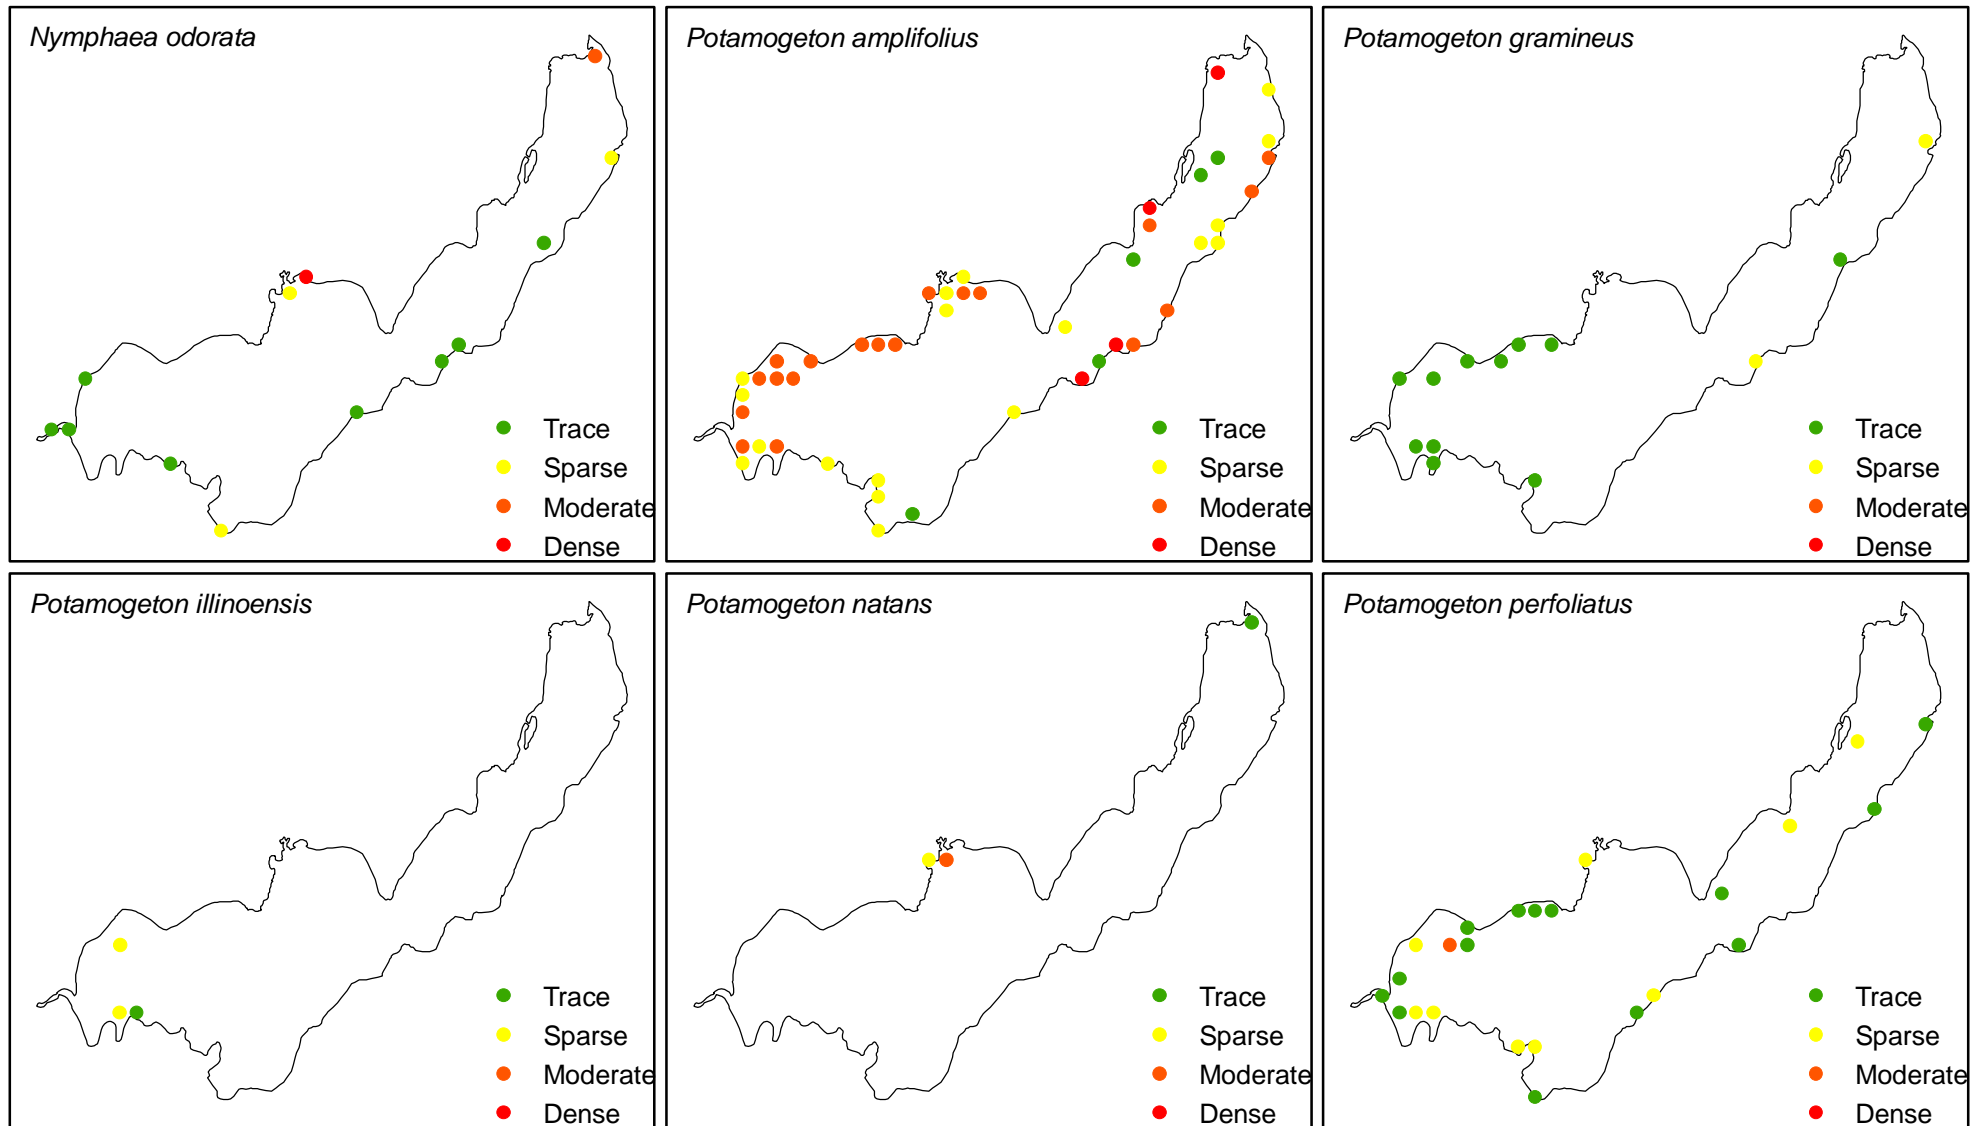 Nymphaea odorata
Trace
Sparse
Moderate
Dense
Potamogeton amplifolius
Trace
Sparse
Moderate
Dense
Potamogeton gramineus
Trace
Sparse
Moderate
Dense
Potamogeton illinoensis
Trace
Sparse
Moderate
Dense
Potamogeton natans
Trace
Sparse
Moderate
Dense
Potamogeton perfoliatus
Trace
Sparse
Moderate
Dense